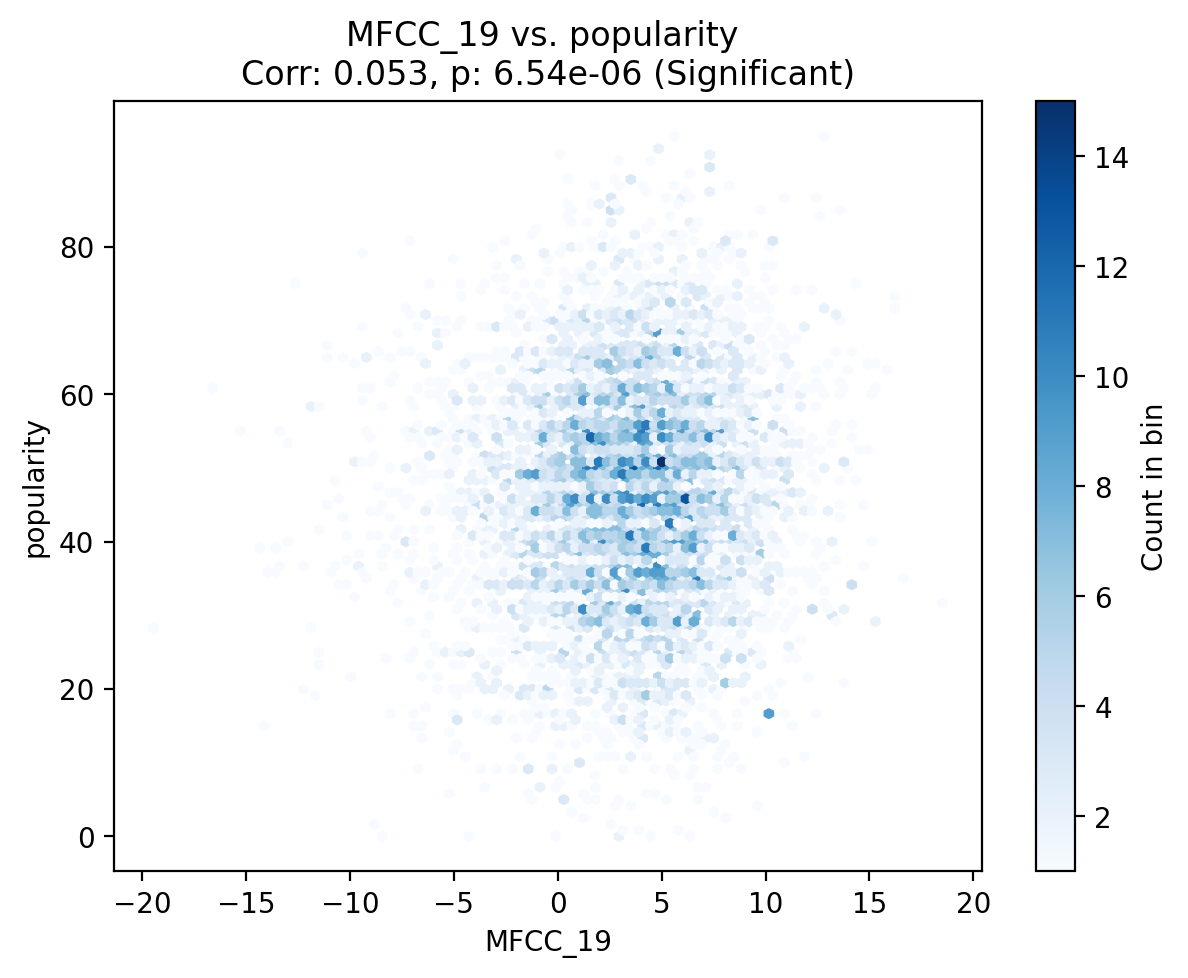 MFCC_19 vs. popularity
Corr: 0.053, p: 6.54e-06 (Significant)
80
60
40
20
0
popularity
−20 −15 −10 −5 0 5 10 15 20
MFCC_19
14
12
10
8
6
4
2
Count in bin